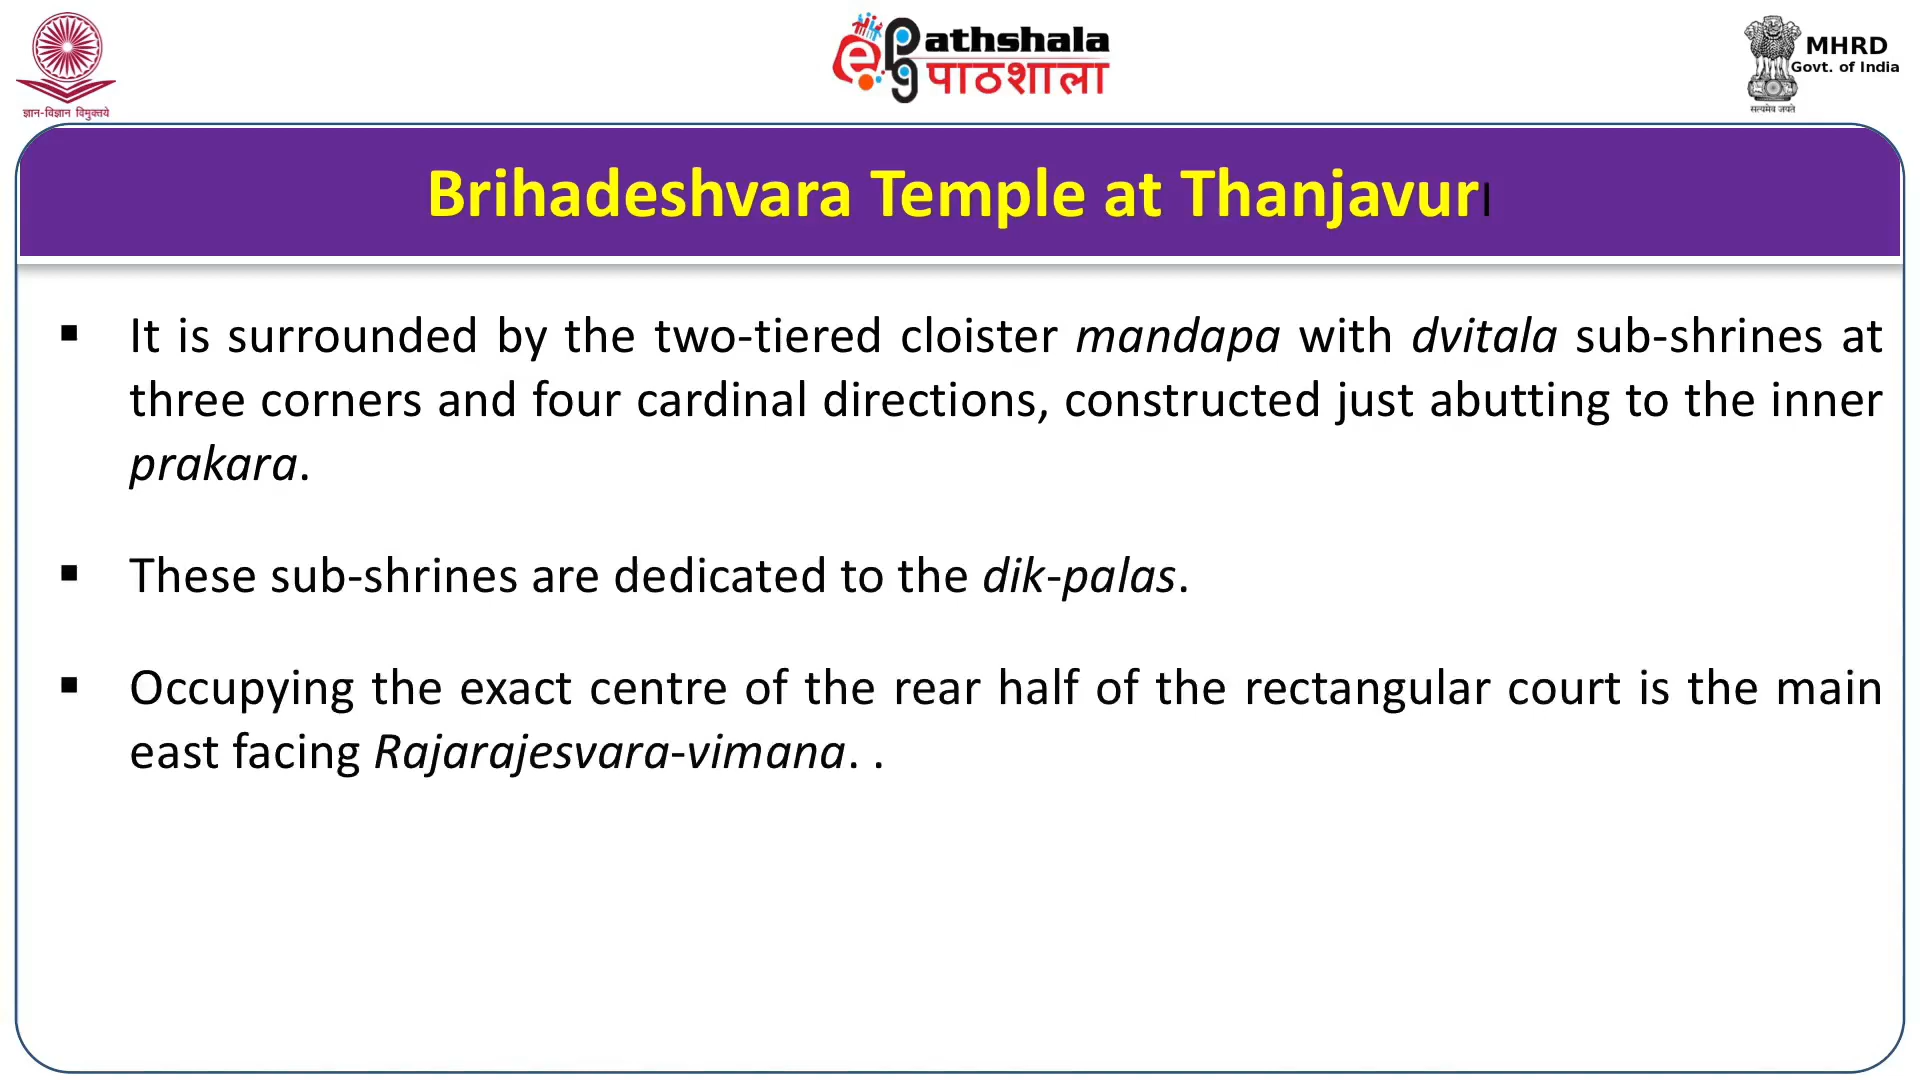 ज्ञान-विज्ञान विमुक्तये
ePg Pathshala
पाठशाला
MHRD
Govt. of India
सत्यमेव जयते
Brihadeshvara Temple at Thanjavur
▪ It is surrounded by the two-tiered cloister mandapa with dvitala sub-shrines at
three corners and four cardinal directions, constructed just abutting to the inner
prakara.
▪ These sub-shrines are dedicated to the dik-palas.
▪ Occupying the exact centre of the rear half of the rectangular court is the main
east facing Rajarajesvara-vimana. .